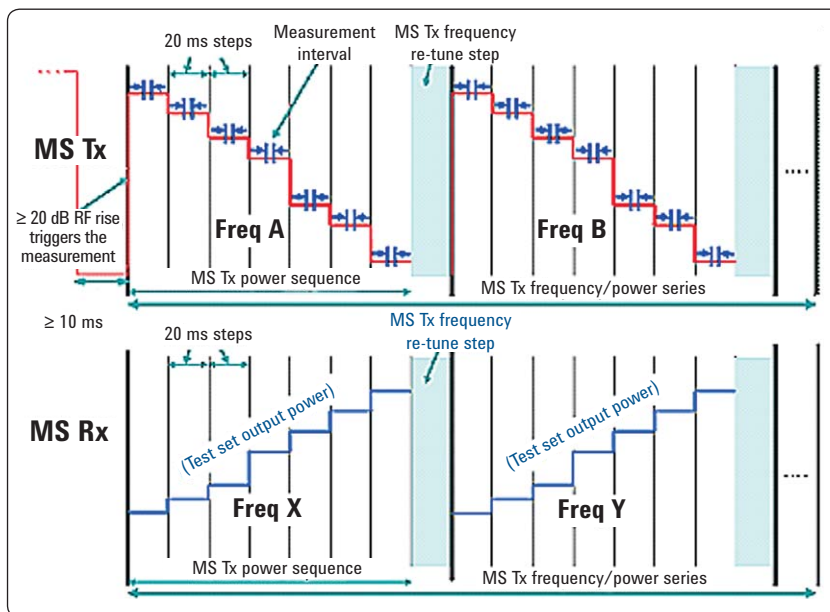 20 ms steps
Measurement
interval
MS Tx frequency
re-tune step
MS Tx
≥ 20 dB RF rise
triggers the
measurement
Freq A
Freq B
....
MS Tx power sequence
MS Tx frequency/power series
≥ 10 ms
20 ms steps
MS Tx frequency
re-tune step
MS Rx
(Test set output power)
(Test set output power)
Freq X
Freq Y
....
MS Tx power sequence
MS Tx frequency/power series